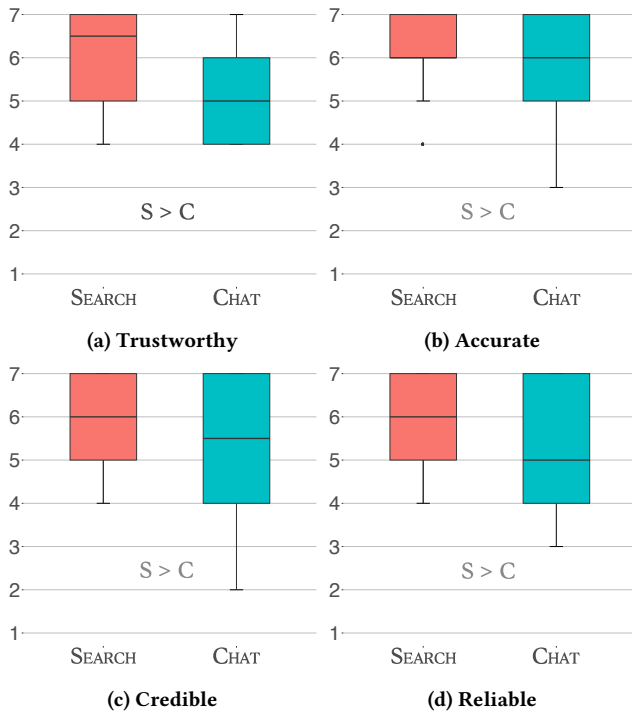 7
6
5
4
3
2
1
S > C
SEARCH CHAT
(a) Trustworthy
7
6
5
4
3
2
1
S > C
SEARCH CHAT
(b) Accurate
7
6
5
4
3
2
1
S > C
SEARCH CHAT
(c) Credible
7
6
5
4
3
2
1
S > C
SEARCH CHAT
(d) Reliable